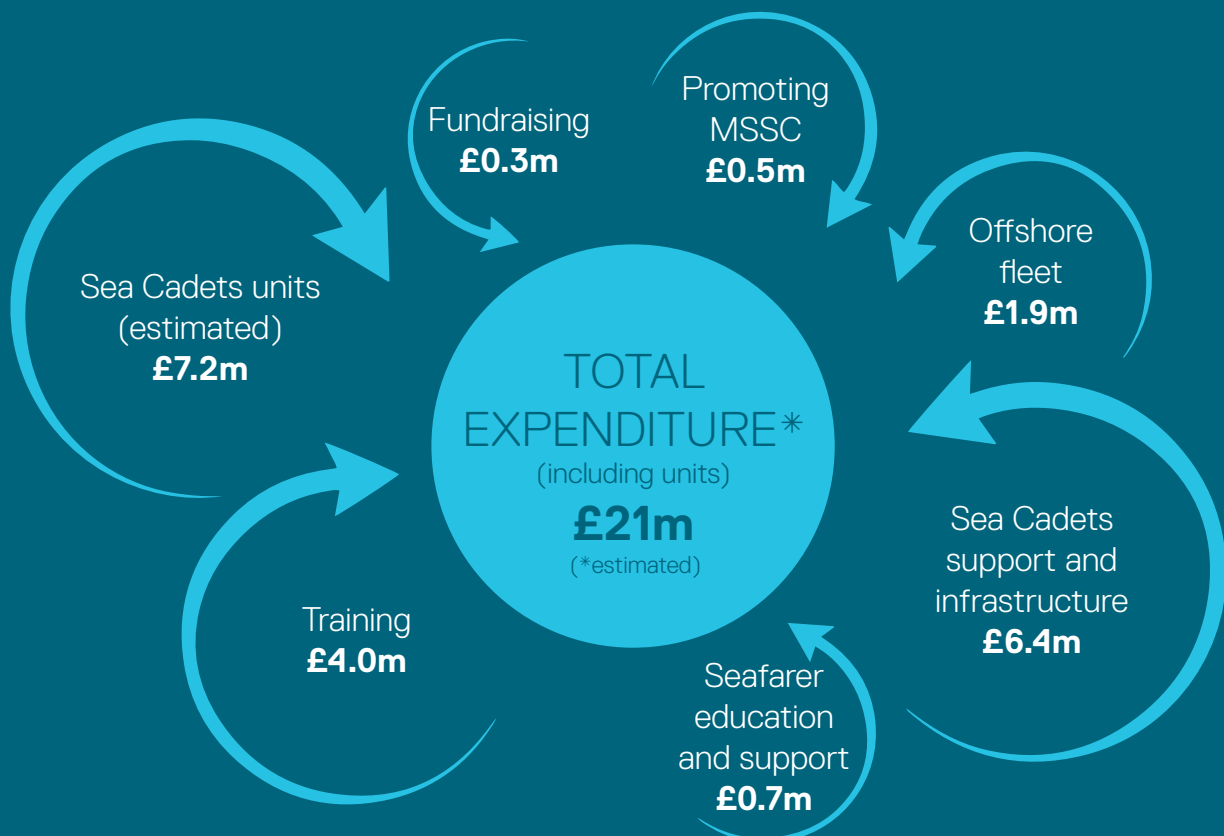 Fundraising
£0.3m
Promoting
MSSC
£0.5m
Offshore
fleet
£1.9m
Sea Cadets units
(estimated)
£7.2m
TOTAL
EXPENDITURE*
(including units)
£21m
(*estimated)
Sea Cadets
support and
infrastructure
£6.4m
Training
£4.0m
Seafarer
education
and support
£0.7m